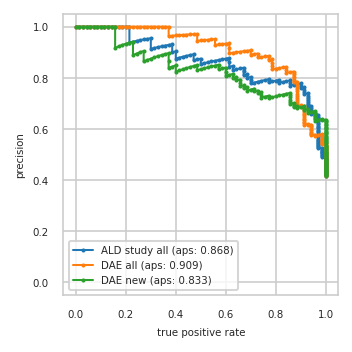 1.0
0.8
0.6
0.4
0.2
0.0
precision
ALD study all (aps: 0.868)
DAE all (aps: 0.909)
DAE new (aps: 0.833)
0.0 0.2 0.4 0.6 0.8 1.0
true positive rate